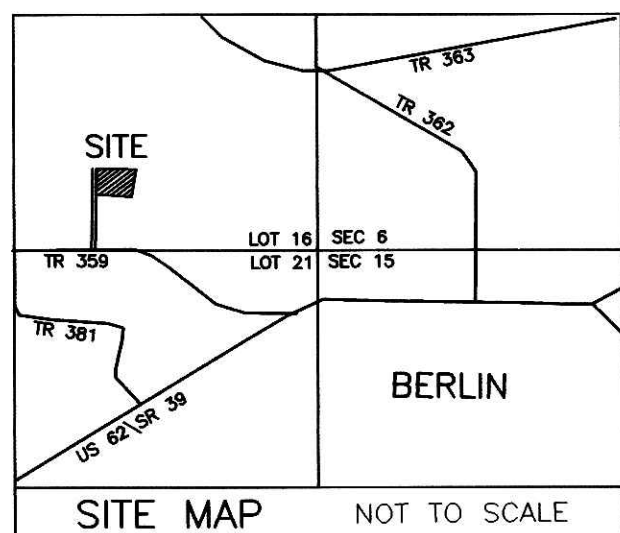 TR 363
TR 362
SITE
LOT 16 SEC 6
TR 359
LOT 21 SEC 15
TR 381
BERLIN
US 62\SR 39
SITE MAP
NOT TO SCALE